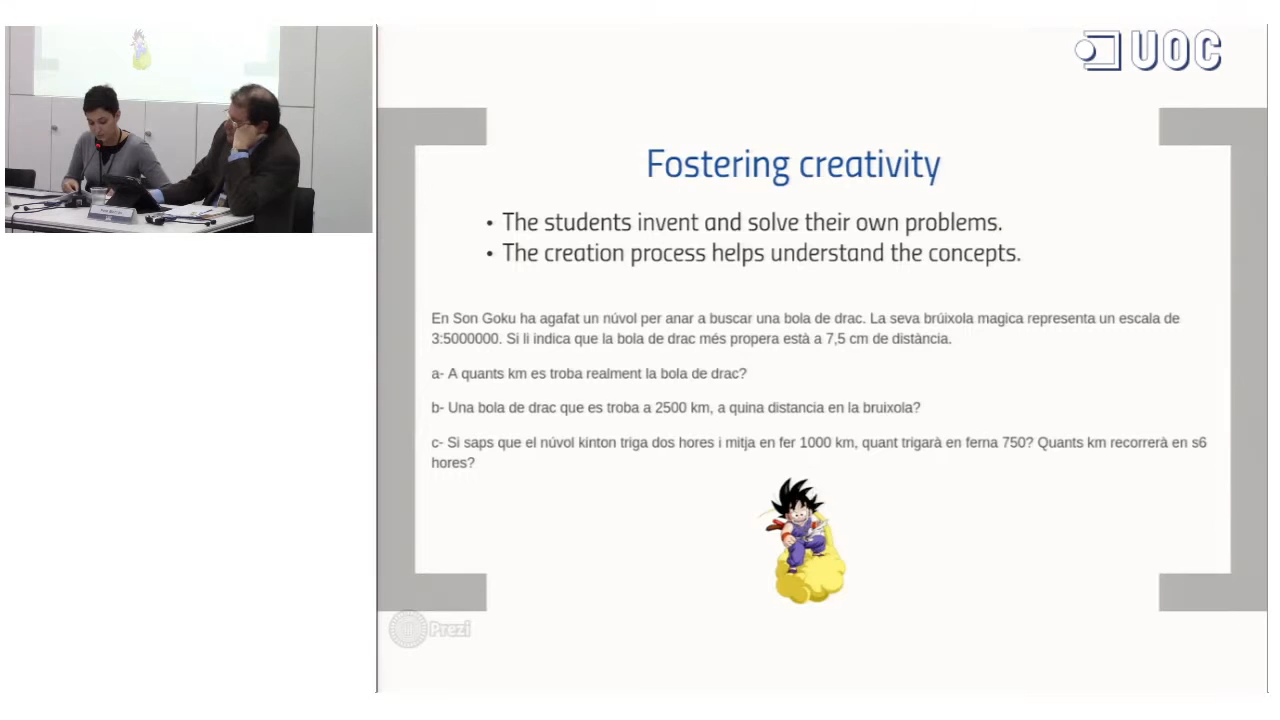 UOC
Fostering creativity
• The students invent and solve their own problems.
• The creation process helps understand the concepts.
En Son Goku ha agafat un núvol per anar a buscar una bola de drac. La seva brúixola magica representa un escala de
3:5000000. Si li indica que la bola de drac més propera està a 7,5 cm de distància.
a- A quants km es troba realment la bola de drac?
b- Una bola de drac que es troba a 2500 km, a quina distancia en la bruixola?
c- Si saps que el núvol kinton triga dos hores i mitja en fer 1000 km, quant trigarà en ferna 750? Quants km recorrerà en s6
hores?
Prezi